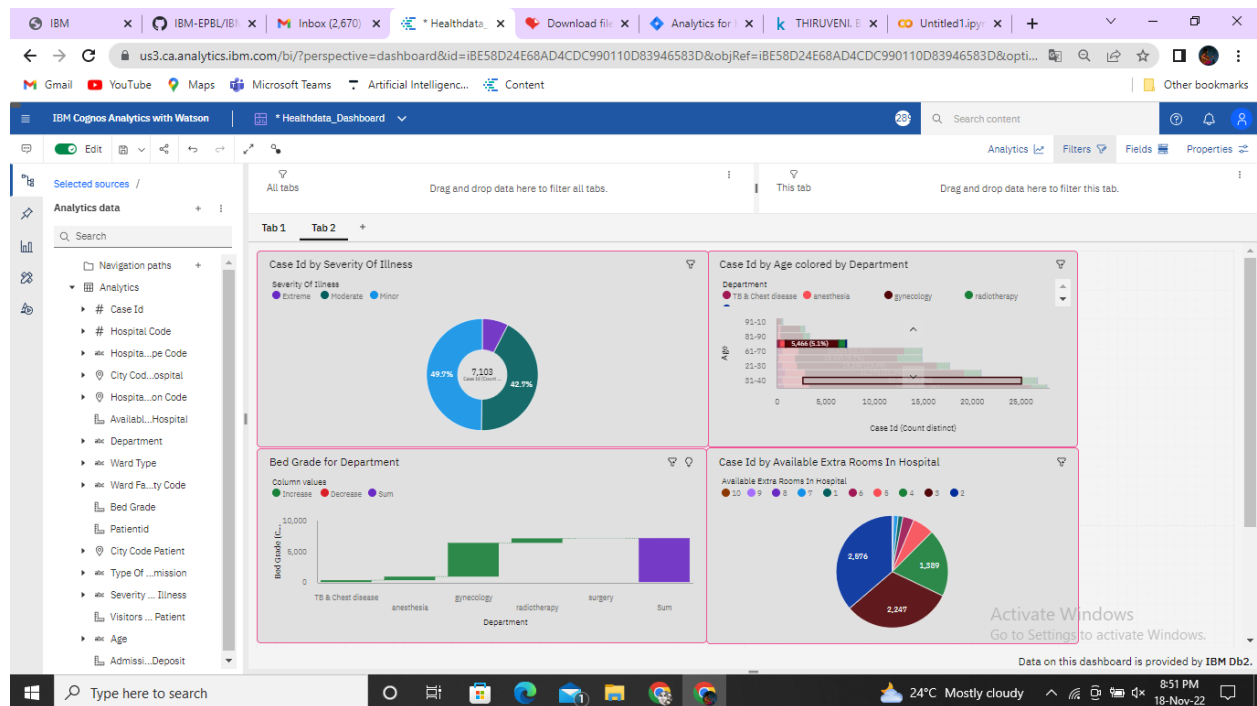 IBM
IBM-EPBL/IBM
Inbox (2,670)
* Healthdata_
Download file
Analytics for
THIRUVENI. B
Untitled1.ipyn
us3.ca.analytics.ibm.com/bi/?perspective=dashboard&id=iBE58D24E68AD4CDC990110D83946583D&objRef=iBE58D24E68AD4CDC990110D83946583D&opti...
Gmail YouTube Maps Microsoft Teams Artificial Intelligenc... Content Other bookmarks
IBM Cognos Analytics with Watson * Healthdata_Dashboard Search content
Edit Analytics Filters Fields Properties
Selected sources /
All tabs Drag and drop data here to filter all tabs. This tab Drag and drop data here to filter this tab.
Analytics data
Search
Navigation paths
Analytics
# Case Id
# Hospital Code
abc Hospita...pe Code
City Cod...ospital
Hospita...on Code
Availabl...Hospital
abc Department
abc Ward Type
abc Ward Fa...ty Code
Bed Grade
Patientid
City Code Patient
abc Type Of ...mission
abc Severity ... Illness
Visitors ... Patient
abc Age
Admissi...Deposit
Tab 1 Tab 2 +
Case Id by Severity Of Illness
Severity Of Illness
Extreme Moderate Minor
49.7%
7,103
42.7%
Case Id by Age colored by Department
Department
TB & Chest disease anesthesia gynecology radiotherapy
Age
91-10
81-90
5,466 (5.1%)
61-70
21-30
31-40
0 5,000 10,000 15,000 20,000 25,000
Case Id (Count distinct)
Bed Grade for Department
Column values
Increase Decrease Sum
Bed Grade (C...
10,000
5,000
0
TB & Chest disease anesthesia gynecology radiotherapy surgery Sum
Department
Case Id by Available Extra Rooms In Hospital
Available Extra Rooms In Hospital
10 9 8 7 1 6 5 4 3 2
2,576
1,389
2,247
Activate Windows
Go to Settings to activate Windows.
Data on this dashboard is provided by IBM Db2.
Type here to search
24°C Mostly cloudy
8:51 PM
18-Nov-22